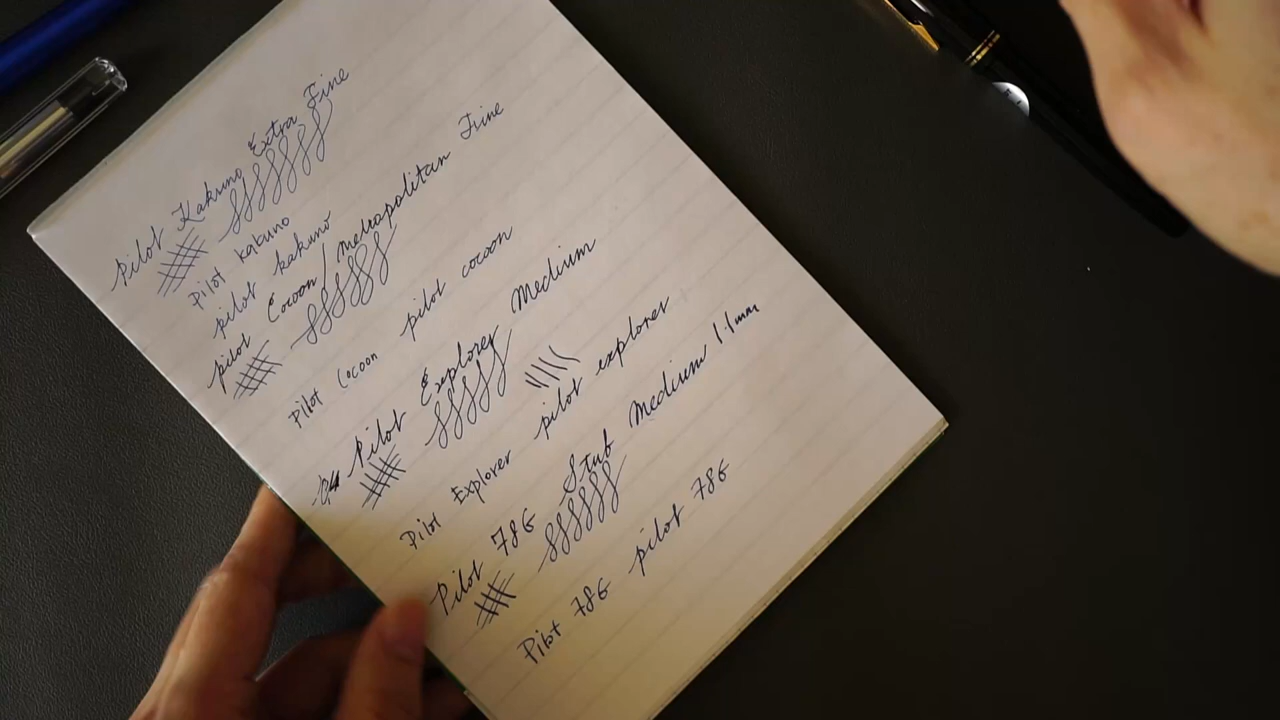 Pilot Kakuno Extra Fine
Pilot kakuno
pilot kakuno
pilot Cocoon / Metropolitan Fine
Pilot Cocoon pilot cocoon
Pilot Explorer Medium
Pilot Explorer pilot explorer
Pilot 78G Stub Medium 1.1mm
Pilot 78G pilot 78G